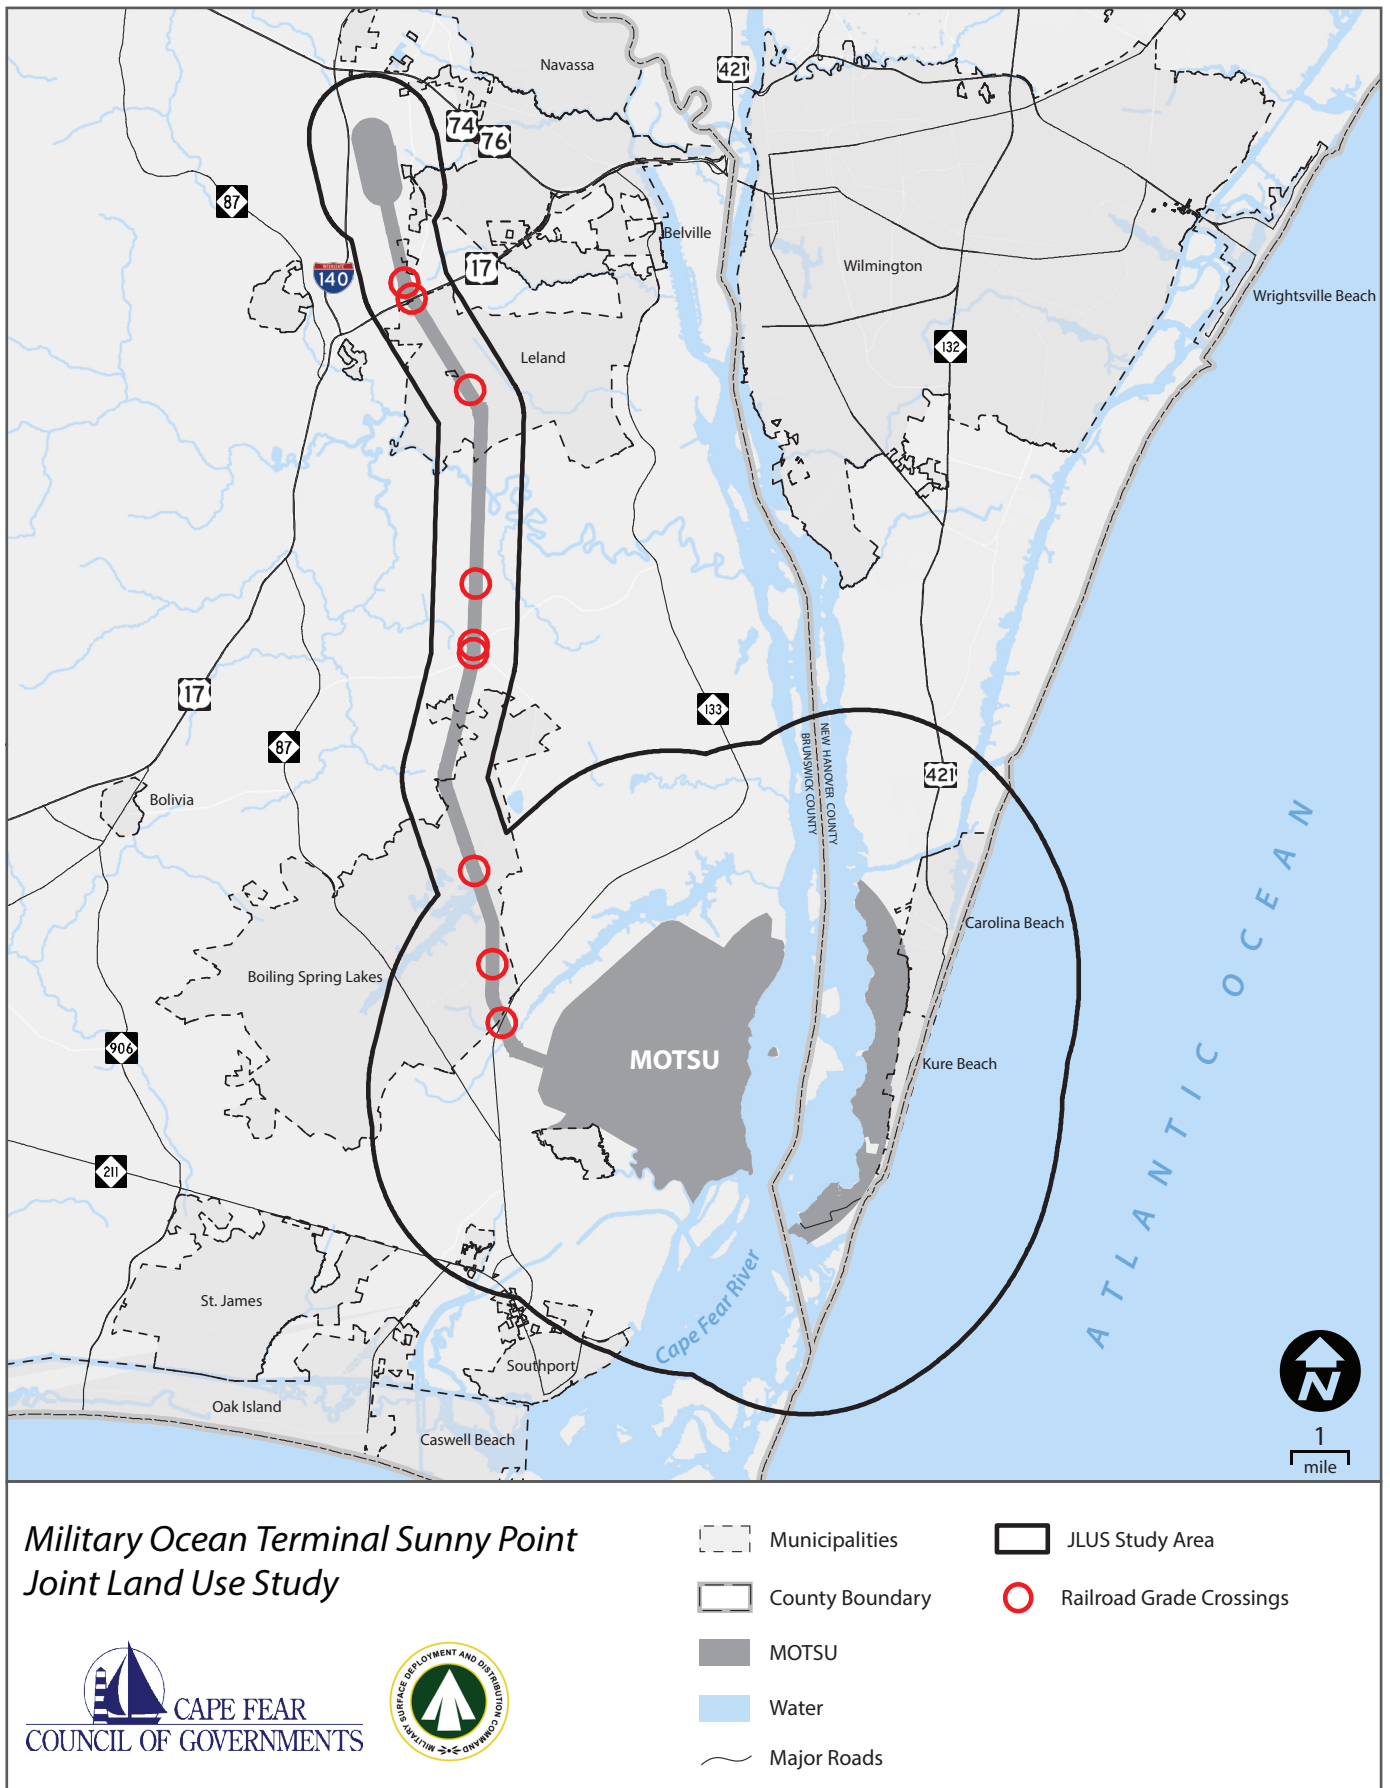 Navassa
421
74
76
87
17
Belville
INTERSTATE
140
Wilmington
Wrightsville Beach
132
Leland
17
133
87
NEW HANOVER COUNTY
BRUNSWICK COUNTY
421
Bolivia
Carolina Beach
Boiling Spring Lakes
906
MOTSU
Kure Beach
ATLANTIC OCEAN
211
St. James
Cape Fear River
Southport
Oak Island
Caswell Beach
N
1
mile
Military Ocean Terminal Sunny Point
Joint Land Use Study
CAPE FEAR
COUNCIL OF GOVERNMENTS
MILITARY SURFACE DEPLOYMENT AND DISTRIBUTION COMMAND
Municipalities
County Boundary
MOTSU
Water
Major Roads
JLUS Study Area
Railroad Grade Crossings